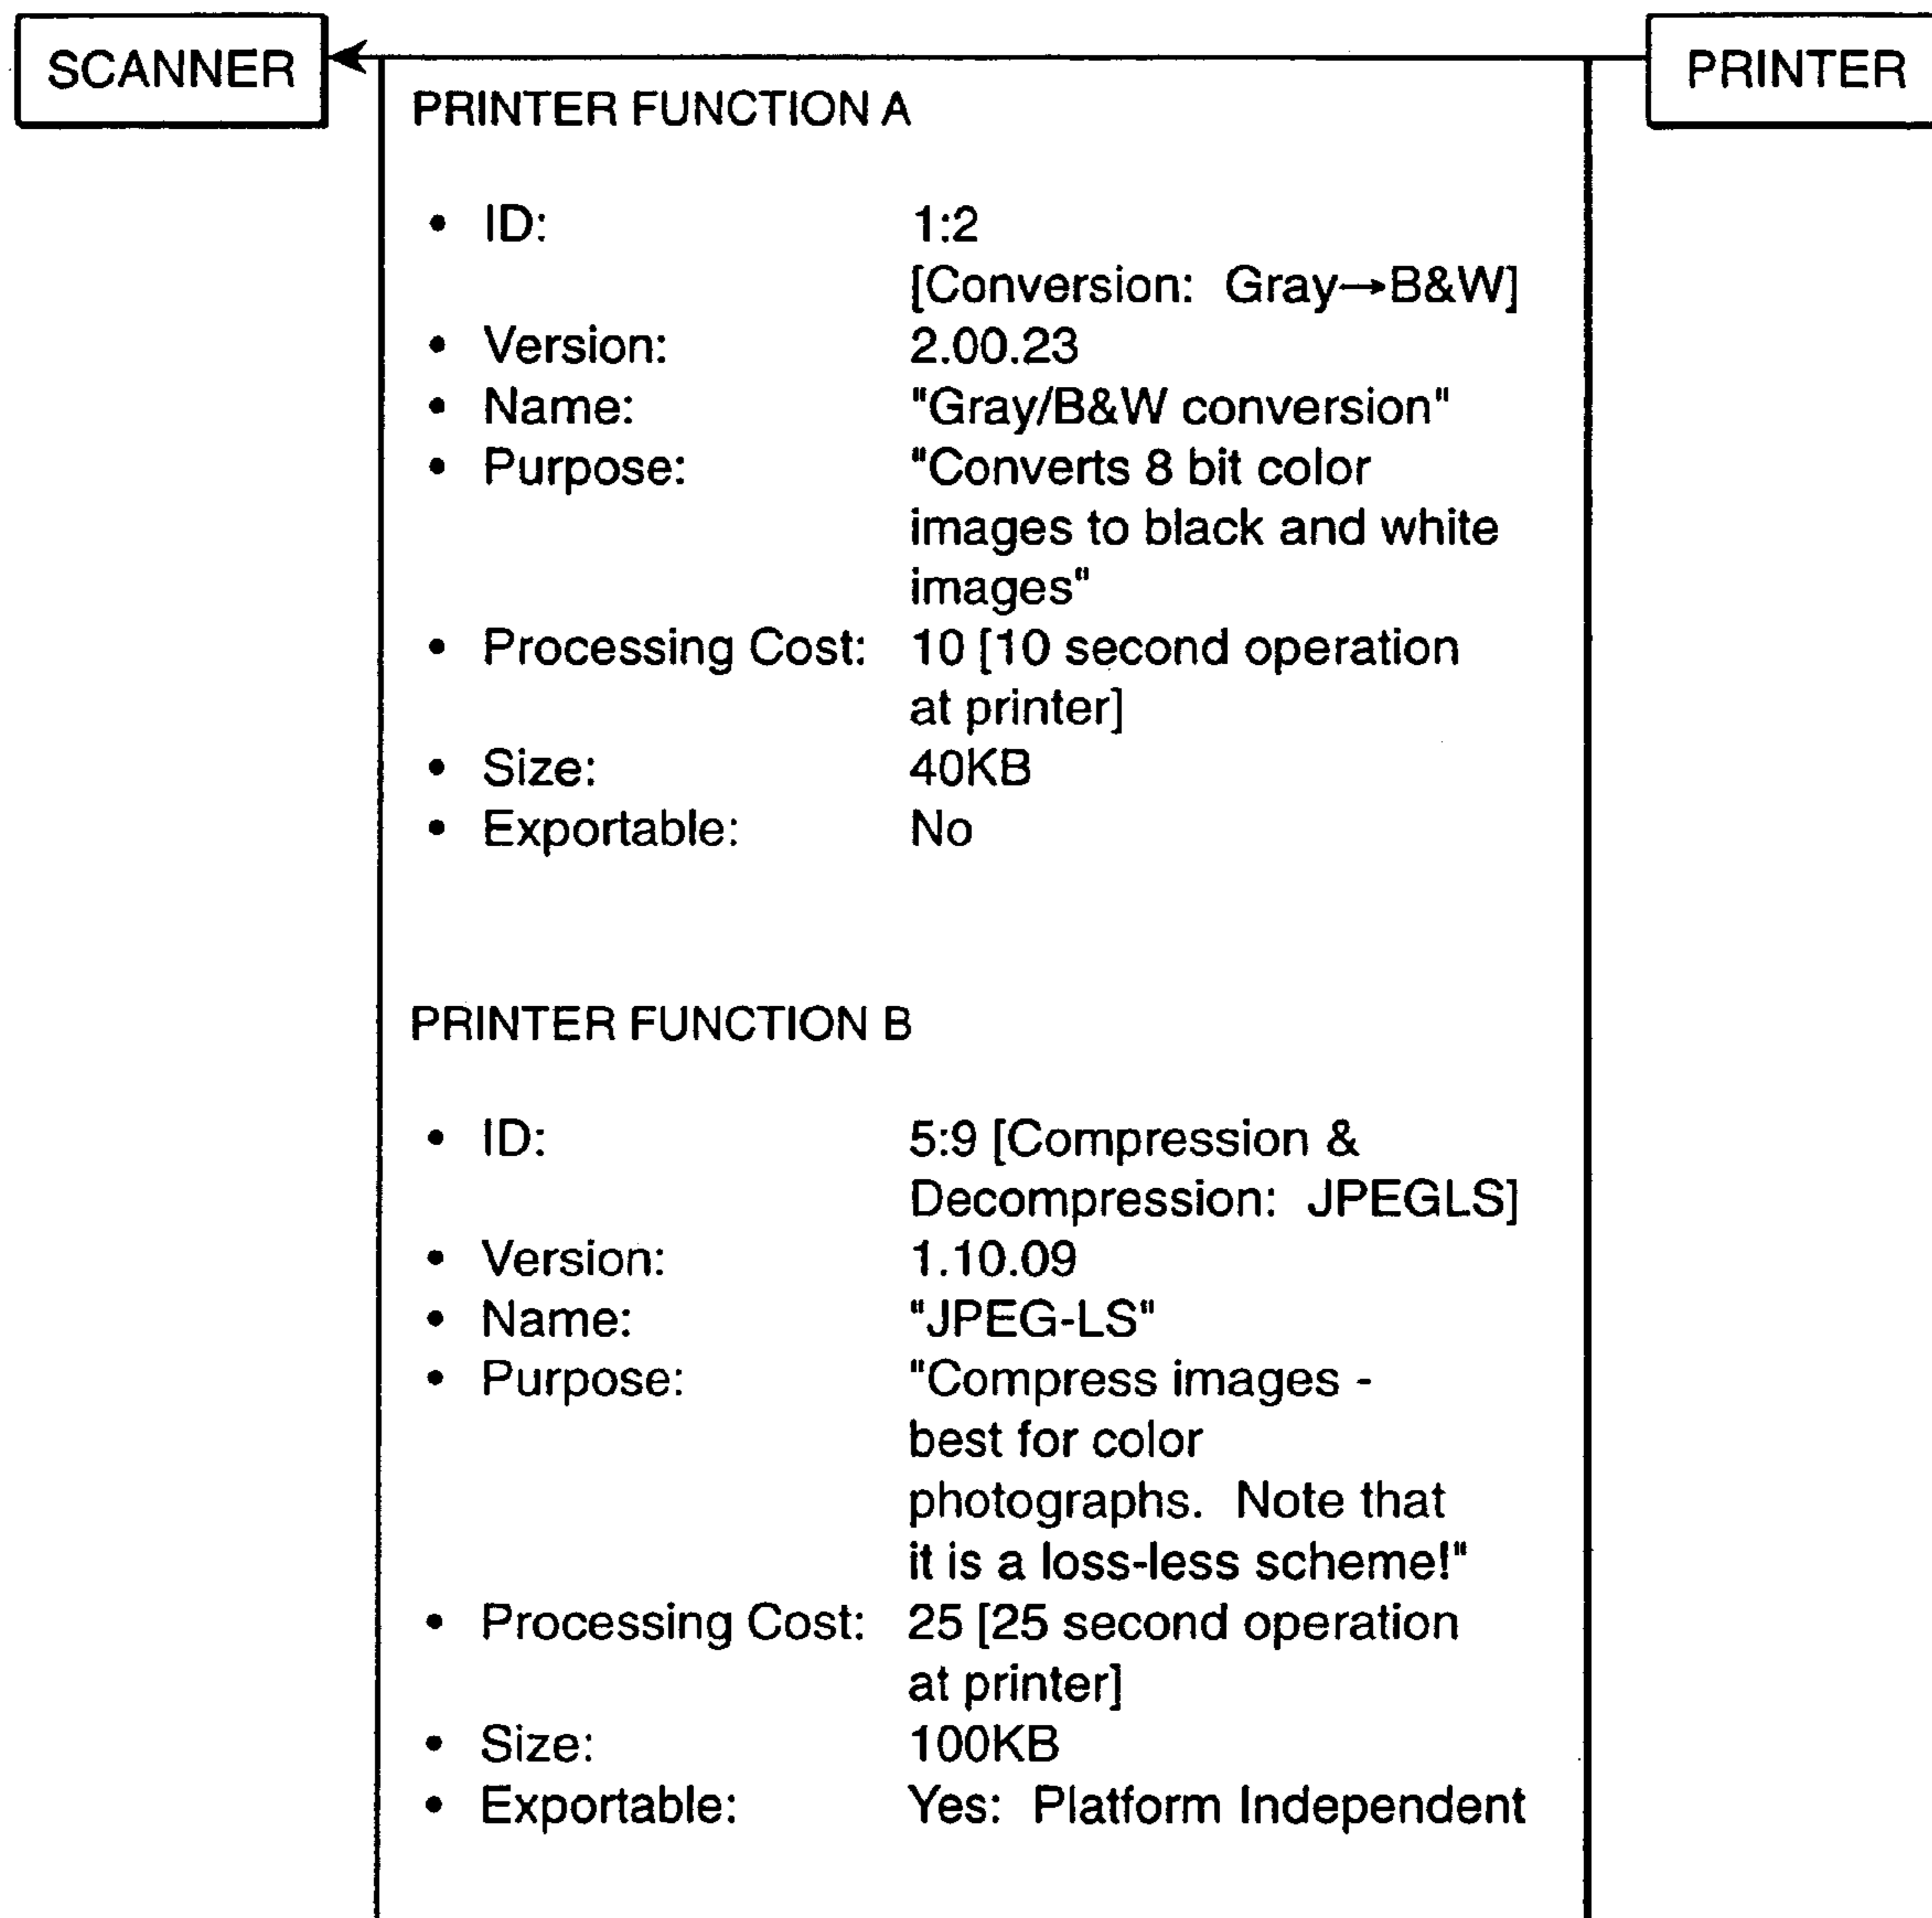 SCANNER
PRINTER
PRINTER FUNCTION A
• ID: 1:2
[Conversion: Gray→B&W]
• Version: 2.00.23
• Name: "Gray/B&W conversion"
• Purpose: "Converts 8 bit color
images to black and white
images"
• Processing Cost: 10 [10 second operation
at printer]
• Size: 40KB
• Exportable: No
PRINTER FUNCTION B
• ID: 5:9 [Compression &
Decompression: JPEGLS]
• Version: 1.10.09
• Name: "JPEG-LS"
• Purpose: "Compress images -
best for color
photographs. Note that
it is a loss-less scheme!"
• Processing Cost: 25 [25 second operation
at printer]
• Size: 100KB
• Exportable: Yes: Platform Independent